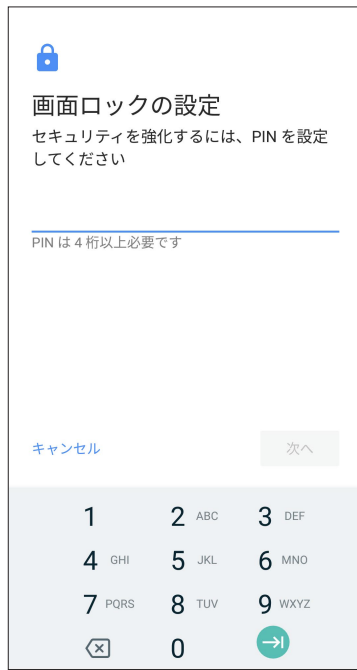 画面ロックの設定
セキュリティを強化するには、PIN を設定
してください
PIN は 4 桁以上必要です
キャンセル 次へ
1 2 ABC 3 DEF
4 GHI 5 JKL 6 MNO
7 PQRS 8 TUV 9 WXYZ
0